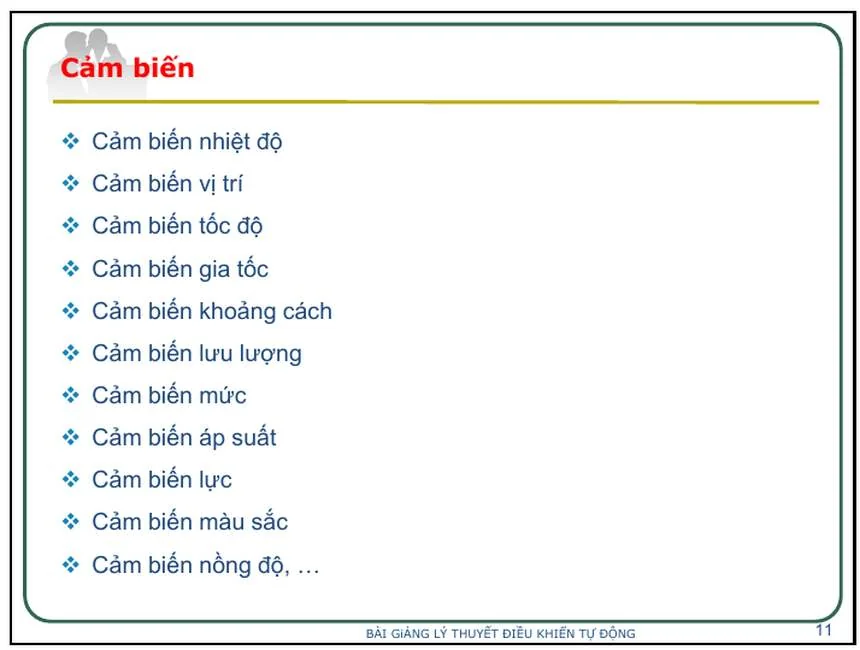 Cảm biến
Cảm biến nhiệt độ
Cảm biến vị trí
Cảm biến tốc độ
Cảm biến gia tốc
Cảm biến khoảng cách
Cảm biến lưu lượng
Cảm biến mức
Cảm biến áp suất
Cảm biến lực
Cảm biến màu sắc
Cảm biến nồng độ, …
BÀI GiẢNG LÝ THUYẾT ĐIỀU KHIỂN TỰ ĐỘNG
11